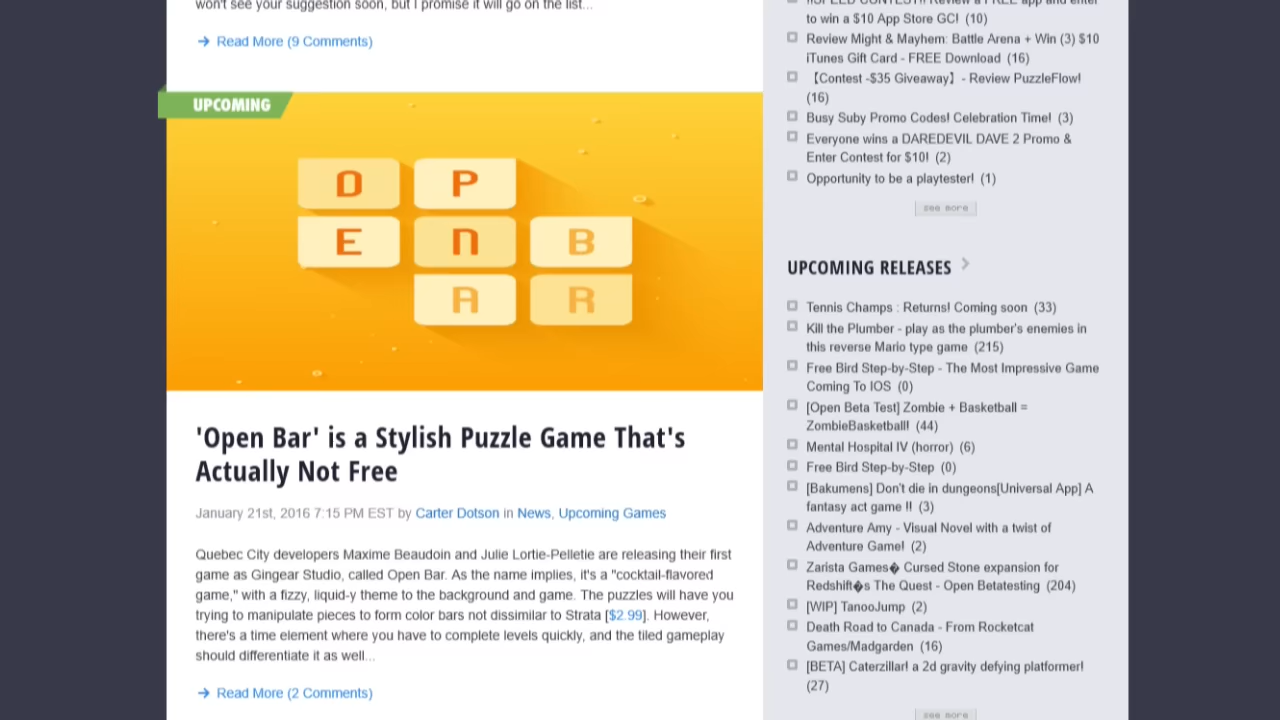 won't see your suggestion soon, but I promise it will go on the list...
→ Read More (9 Comments)
UPCOMING
O P
E N B
A R
'Open Bar' is a Stylish Puzzle Game That's
Actually Not Free
January 21st, 2016 7:15 PM EST by Carter Dotson in News, Upcoming Games
Quebec City developers Maxime Beaudoin and Julie Lortie-Pelletie are releasing their first
game as Gingear Studio, called Open Bar. As the name implies, it's a "cocktail-flavored
game," with a fizzy, liquid-y theme to the background and game. The puzzles will have you
trying to manipulate pieces to form color bars not dissimilar to Strata [$2.99]. However,
there's a time element where you have to complete levels quickly, and the tiled gameplay
should differentiate it as well...
→ Read More (2 Comments)
!!SPEED CONTEST!! Review a FREE app and enter
to win a $10 App Store GC! (10)
Review Might & Mayhem: Battle Arena + Win (3) $10
iTunes Gift Card - FREE Download (16)
【Contest -$35 Giveaway】- Review PuzzleFlow!
(16)
Busy Suby Promo Codes! Celebration Time! (3)
Everyone wins a DAREDEVIL DAVE 2 Promo &
Enter Contest for $10! (2)
Opportunity to be a playtester! (1)
see more
UPCOMING RELEASES
Tennis Champs : Returns! Coming soon (33)
Kill the Plumber - play as the plumber's enemies in
this reverse Mario type game (215)
Free Bird Step-by-Step - The Most Impressive Game
Coming To IOS (0)
[Open Beta Test] Zombie + Basketball =
ZombieBasketball! (44)
Mental Hospital IV (horror) (6)
Free Bird Step-by-Step (0)
[Bakumens] Don't die in dungeons[Universal App] A
fantasy act game !! (3)
Adventure Amy - Visual Novel with a twist of
Adventure Game! (2)
Zarista Games� Cursed Stone expansion for
Redshift�s The Quest - Open Betatesting (204)
[WIP] TanooJump (2)
Death Road to Canada - From Rocketcat
Games/Madgarden (16)
[BETA] Caterzillar! a 2d gravity defying platformer!
(27)
see more